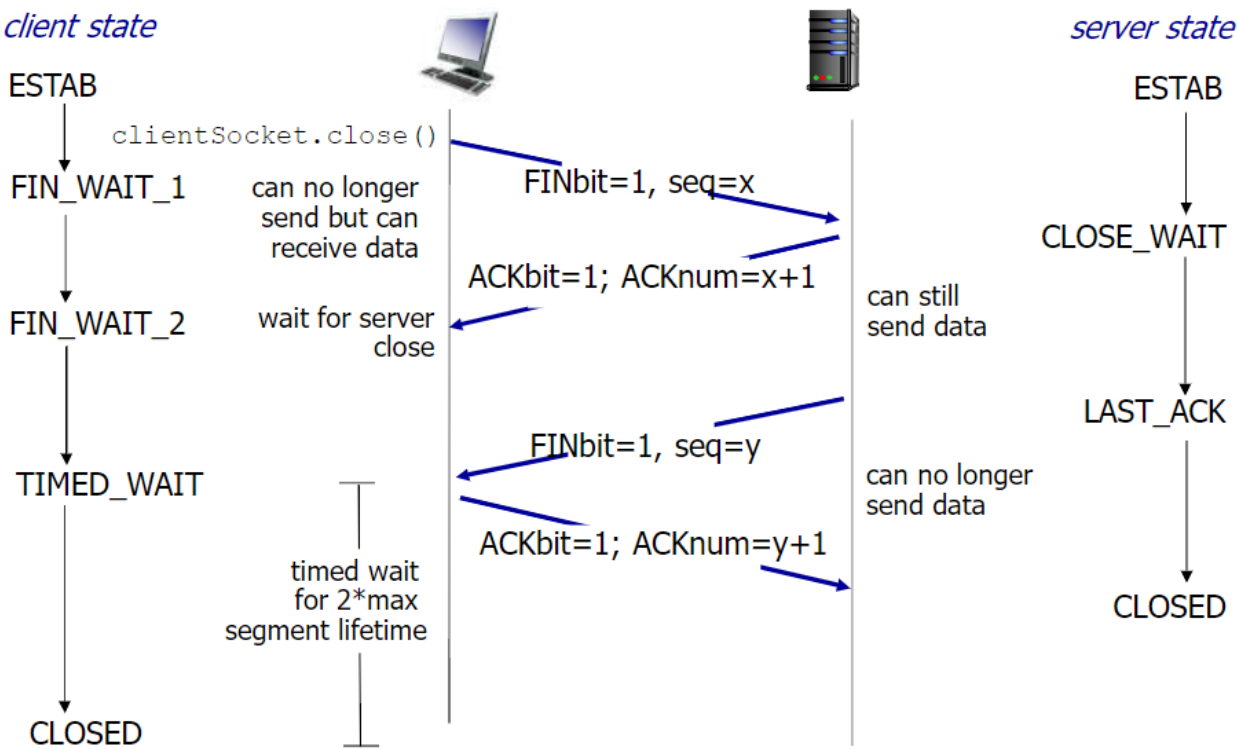 client state
server state
ESTAB
ESTAB
clientSocket.close()
FIN_WAIT_1
can no longer
send but can
receive data
FINbit=1, seq=x
CLOSE_WAIT
ACKbit=1; ACKnum=x+1
can still
send data
FIN_WAIT_2
wait for server
close
LAST_ACK
FINbit=1, seq=y
can no longer
send data
TIMED_WAIT
ACKbit=1; ACKnum=y+1
timed wait
for 2*max
segment lifetime
CLOSED
CLOSED